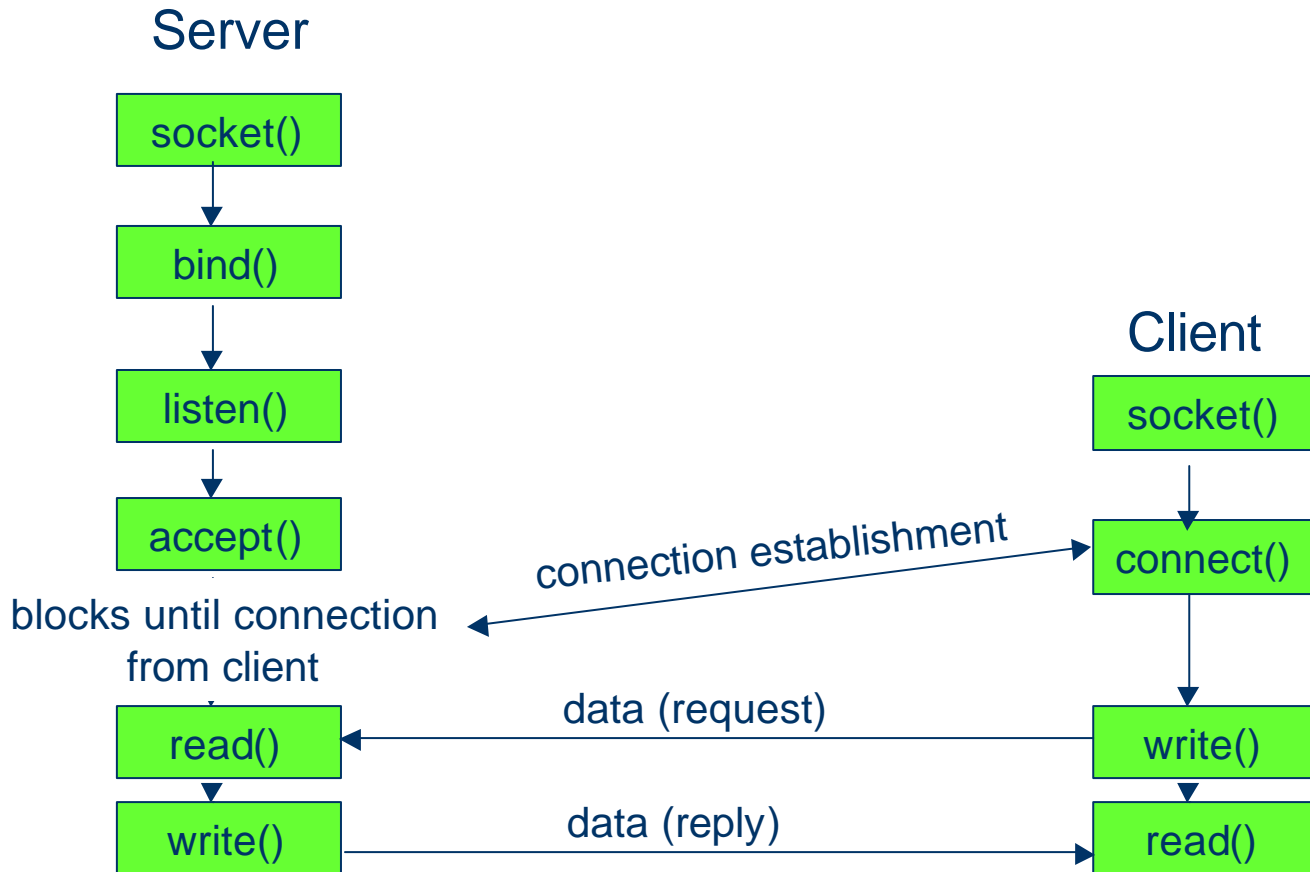 Server
socket()
bind()
listen()
accept()
blocks until connection
from client
read()
write()
Client
socket()
connect()
write()
read()
connection establishment
data (request)
data (reply)